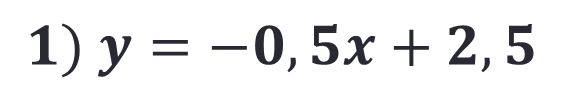 1) y = −0,5x + 2,5